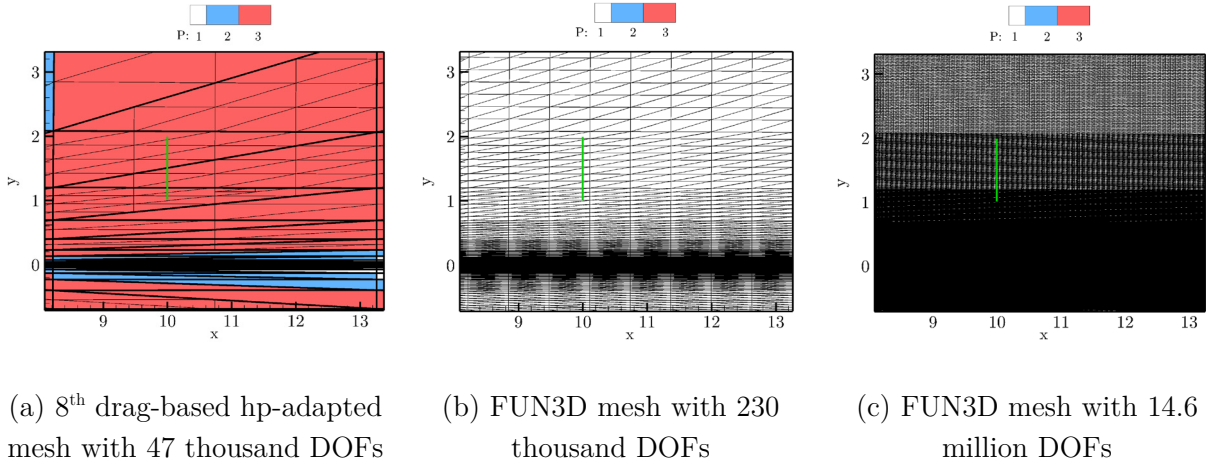 P: 1 2 3
3
2
1
0
y
9 10 11 12 13
x
P: 1 2 3
3
2
1
0
y
9 10 11 12 13
x
P: 1 2 3
3
2
1
0
y
9 10 11 12 13
x
(a) 8th drag-based hp-adapted
mesh with 47 thousand DOFs
(b) FUN3D mesh with 230
thousand DOFs
(c) FUN3D mesh with 14.6
million DOFs